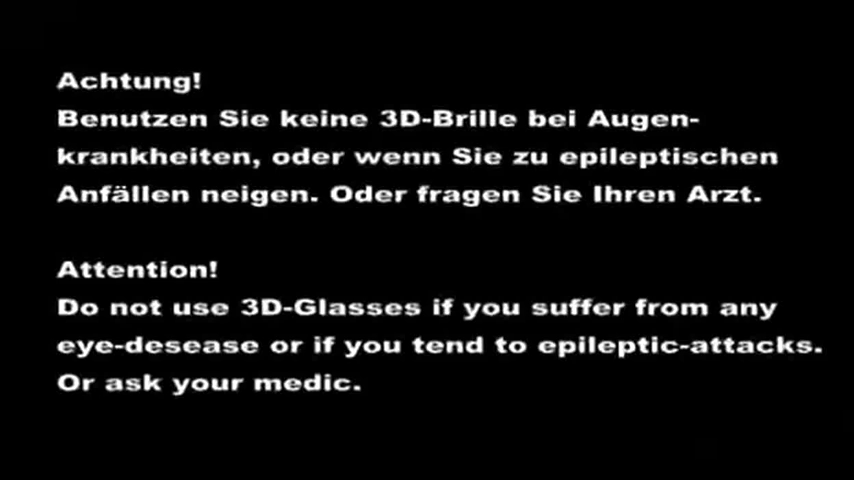 Achtung!
Benutzen Sie keine 3D-Brille bei Augen-
krankheiten, oder wenn Sie zu epileptischen
Anfällen neigen. Oder fragen Sie Ihren Arzt.
Attention!
Do not use 3D-Glasses if you suffer from any
eye-desease or if you tend to epileptic-attacks.
Or ask your medic.